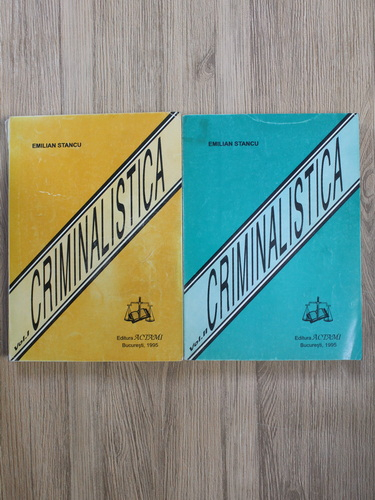 EMILIAN STANCU
Vol. I CRIMINALISTICA
Editura ACTAMI
Bucureşti, 1995
EMILIAN STANCU
Vol. II CRIMINALISTICA
Editura ACTAMI
Bucureşti, 1995